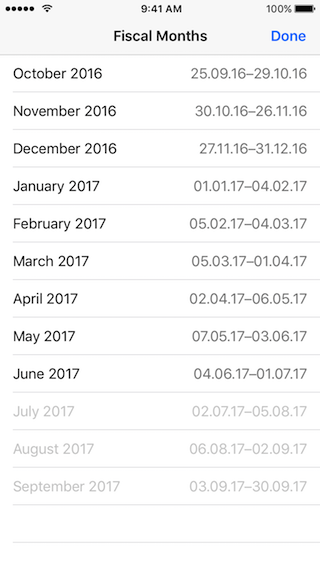 9:41 AM 100%
Fiscal Months Done
October 2016 25.09.16–29.10.16
November 2016 30.10.16–26.11.16
December 2016 27.11.16–31.12.16
January 2017 01.01.17–04.02.17
February 2017 05.02.17–04.03.17
March 2017 05.03.17–01.04.17
April 2017 02.04.17–06.05.17
May 2017 07.05.17–03.06.17
June 2017 04.06.17–01.07.17
July 2017 02.07.17–05.08.17
August 2017 06.08.17–02.09.17
September 2017 03.09.17–30.09.17